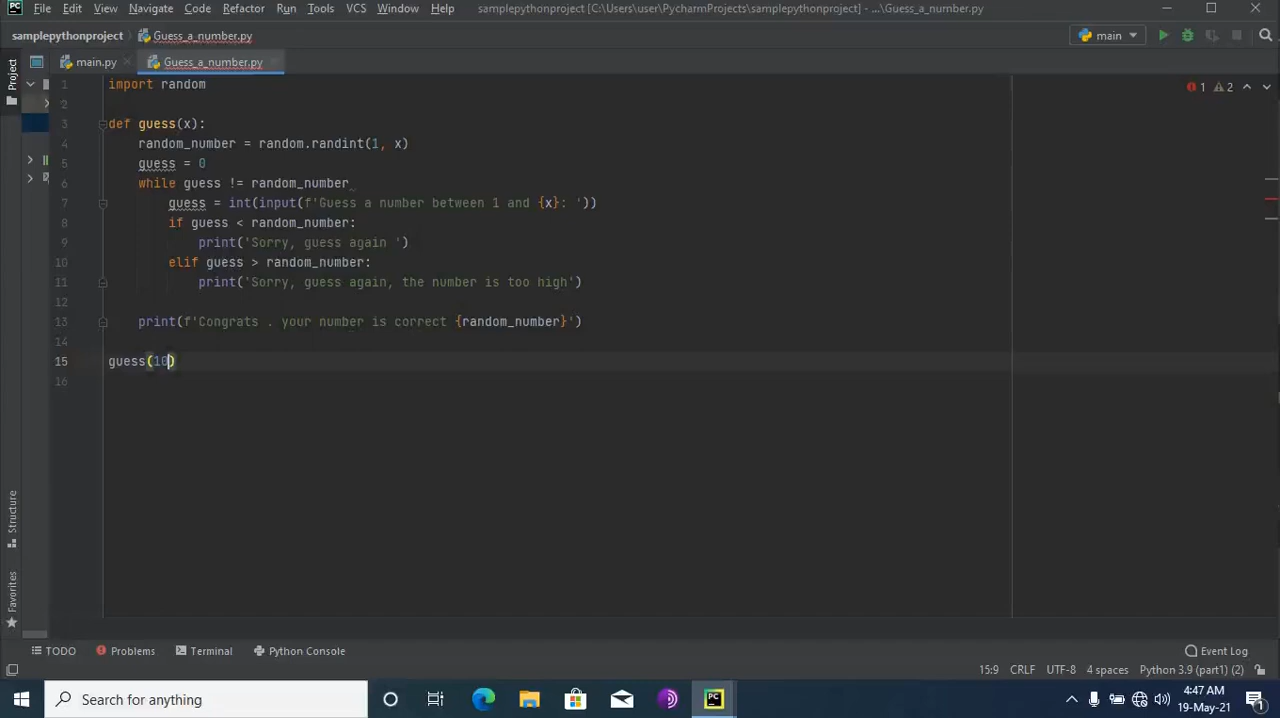 PC File Edit View Navigate Code Refactor Run Tools VCS Window Help samplepythonproject [C:\Users\user\PycharmProjects\samplepythonproject] - ...\Guess_a_number.py
samplepythonproject Guess_a_number.py main
Project main.py Guess_a_number.py
1 import random 1 2
2
3 def guess(x):
4 random_number = random.randint(1, x)
5 guess = 0
6 while guess != random_number
7 guess = int(input(f'Guess a number between 1 and {x}: '))
8 if guess < random_number:
9 print('Sorry, guess again ')
10 elif guess > random_number:
11 print('Sorry, guess again, the number is too high')
12
13 print(f'Congrats . your number is correct {random_number}')
14
15 guess(10)
16
Structure
Favorites
TODO Problems Terminal Python Console Event Log
15:9 CRLF UTF-8 4 spaces Python 3.9 (part1) (2)
Search for anything PC 4:47 AM
19-May-21 1